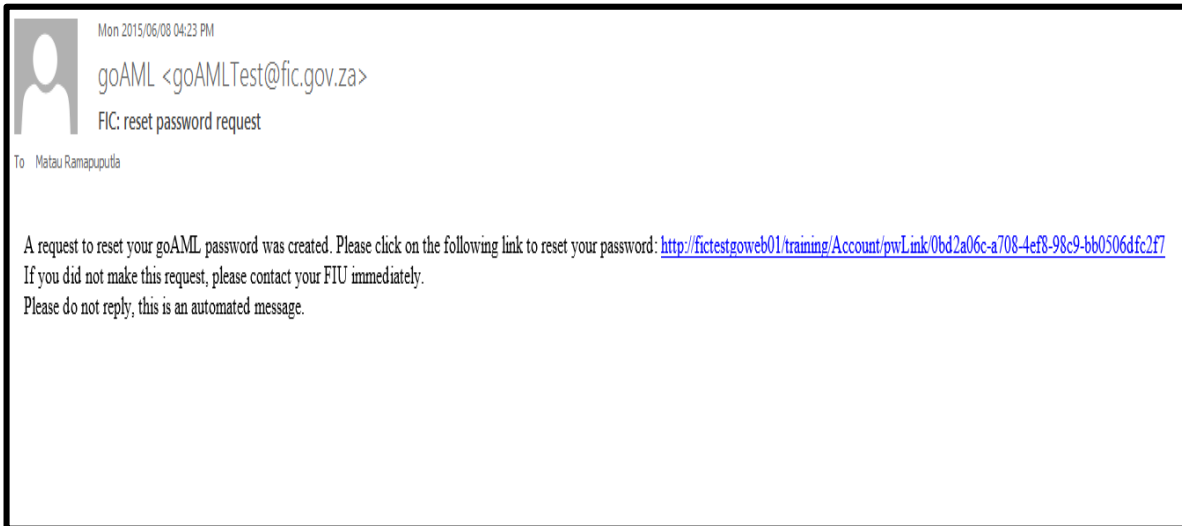 Mon 2015/06/08 04:23 PM
goAML <goAMLTest@fic.gov.za>
FIC: reset password request
To Matau Ramapuputla
A request to reset your goAML password was created. Please click on the following link to reset your password: http://fictestgoweb01/training/Account/pwLink/0bd2a06c-a708-4ef8-98c9-bb0506dfc2f7
If you did not make this request, please contact your FIU immediately.
Please do not reply, this is an automated message.